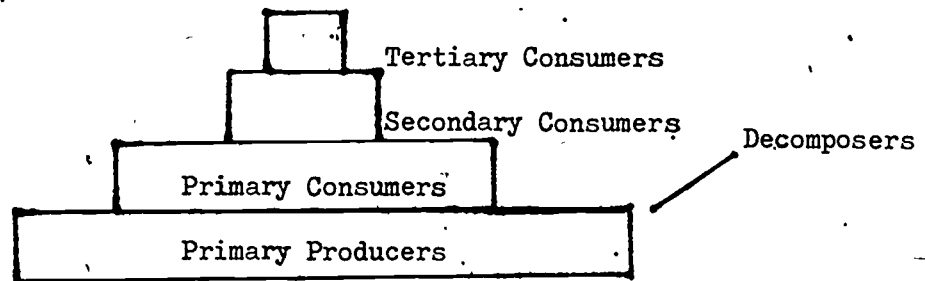 Tertiary Consumers
Secondary Consumers
Decomposers
Primary Consumers
Primary Producers